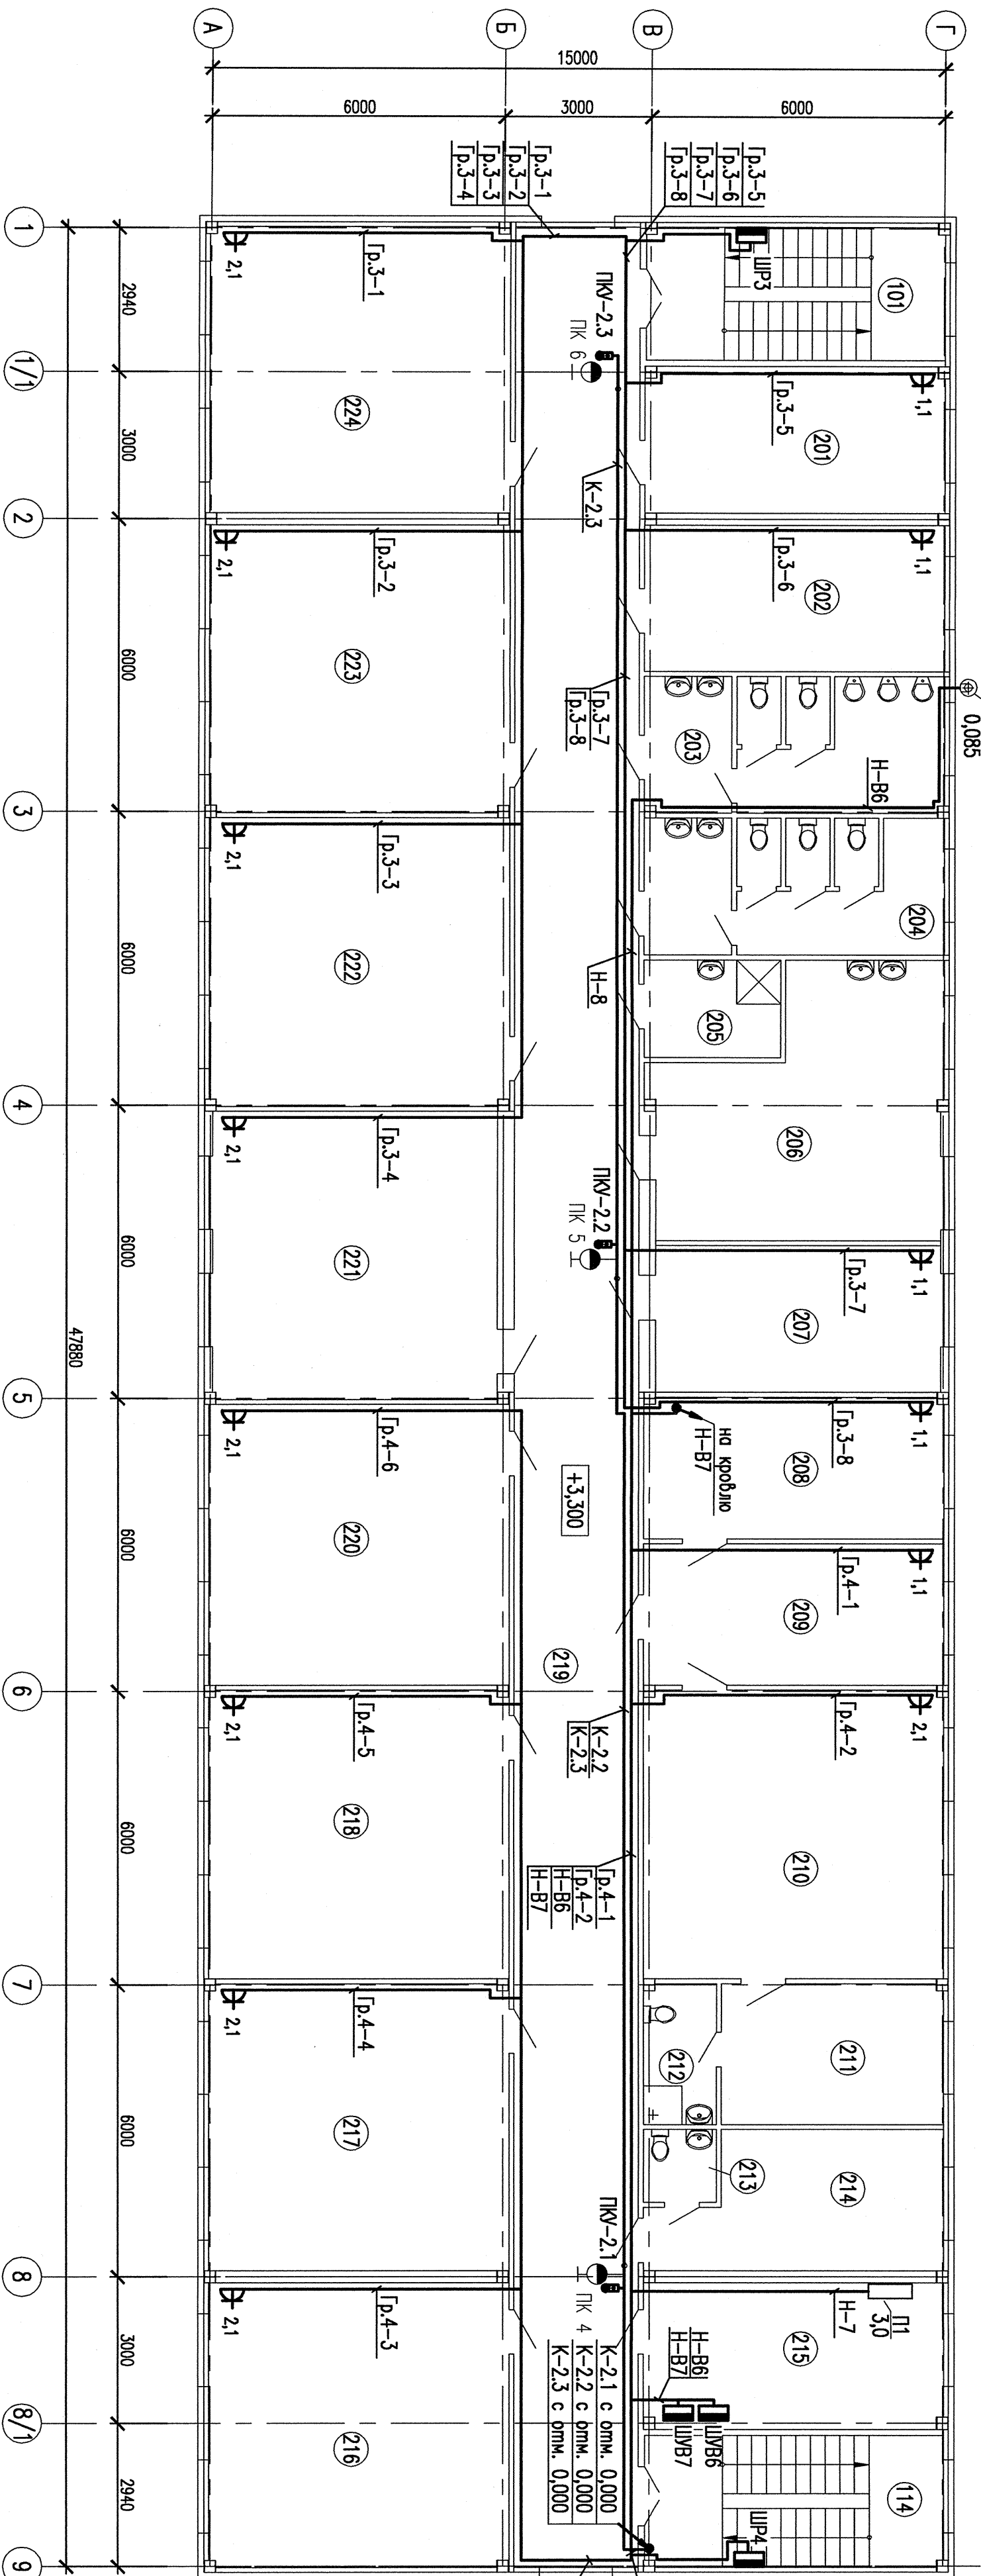 А
Б
В
Г
15000
6000
3000
6000
Гр.3-5
Гр.3-6
Гр.3-7
Гр.3-8
Гр.3-1
Гр.3-2
Гр.3-3
Гр.3-4
1
1/1
2
3
4
5
6
7
8
8/1
9
2940
3000
6000
6000
6000
6000
6000
6000
3000
2940
47880
101
ШР3
ПКУ-2.3
ПК 6
К-2.3
Гр.3-1
2,1
224
Гр.3-5
1,1
201
Гр.3-6
1,1
202
Гр.3-2
2,1
223
Гр.3-7
Гр.3-8
203
0,085
Н-В6
Гр.3-3
2,1
222
204
Н-8
205
206
Гр.3-4
2,1
221
ПКУ-2.2
ПК 5
Гр.3-7
1,1
207
на кровлю
Н-В7
Гр.3-8
1,1
208
Гр.4-6
2,1
220
+3,300
Гр.4-1
1,1
209
219
К-2.2
К-2.3
Гр.4-2
2,1
210
Гр.4-5
2,1
218
Гр.4-1
Гр.4-2
Н-В6
Н-В7
211
212
Гр.4-4
2,1
217
213
214
ПКУ-2.1
ПК 4
П1
3,0
Н-7
215
Гр.4-3
2,1
216
Н-В6
Н-В7
ШУВ6
ШУВ7
К-2.1 с отм. 0,000
К-2.2 с отм. 0,000
К-2.3 с отм. 0,000
114
ШР4